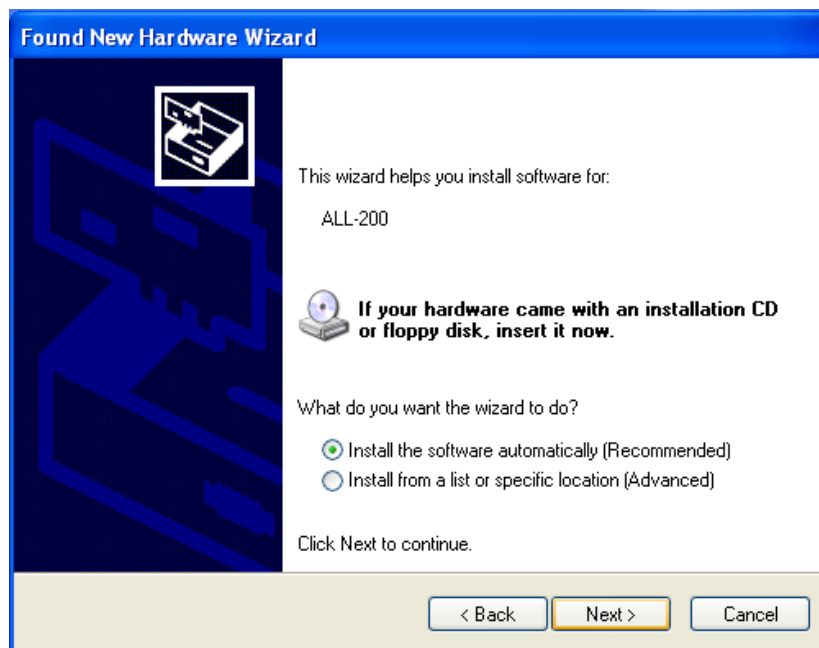 Found New Hardware Wizard
This wizard helps you install software for:
ALL-200
If your hardware came with an installation CD
or floppy disk, insert it now.
What do you want the wizard to do?
Install the software automatically (Recommended)
Install from a list or specific location (Advanced)
Click Next to continue.
< Back Next > Cancel